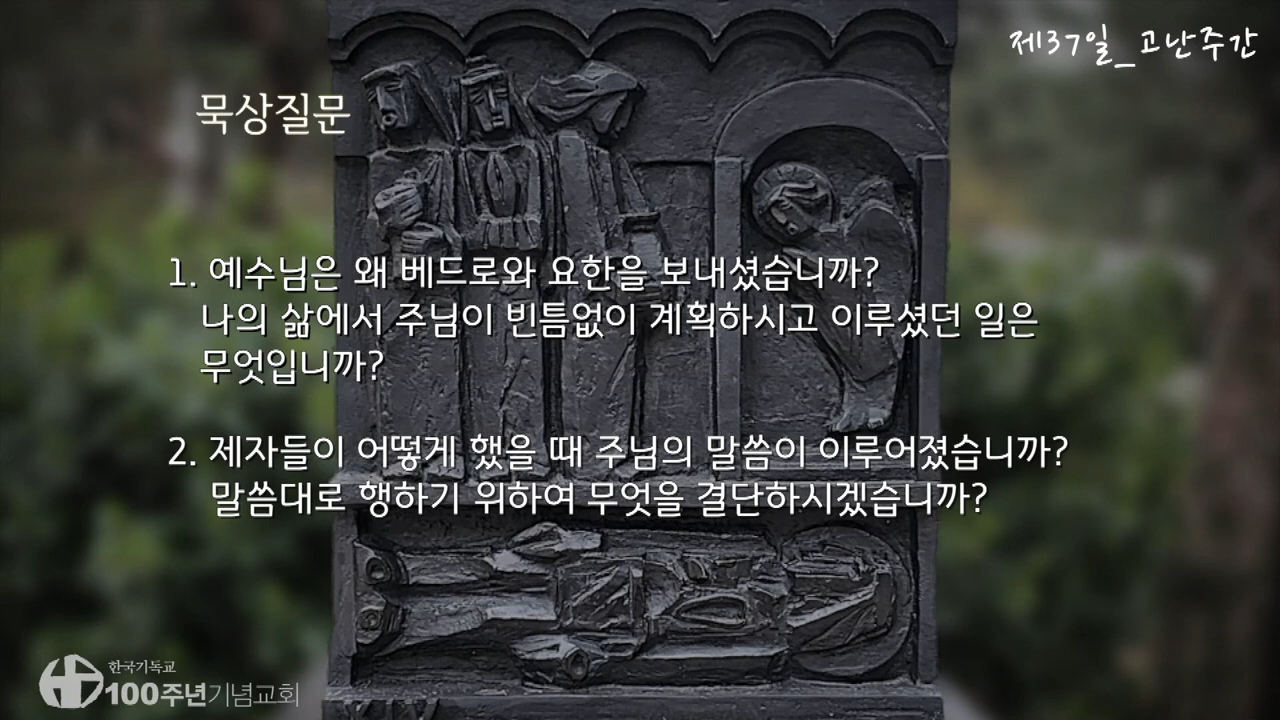 제37일_고난주간
묵상질문
1. 예수님은 왜 베드로와 요한을 보내셨습니까?
나의 삶에서 주님이 빈틈없이 계획하시고 이루셨던 일은
무엇입니까?
2. 제자들이 어떻게 했을 때 주님의 말씀이 이루어졌습니까?
말씀대로 행하기 위하여 무엇을 결단하시겠습니까?
한국기독교
100주년기념교회